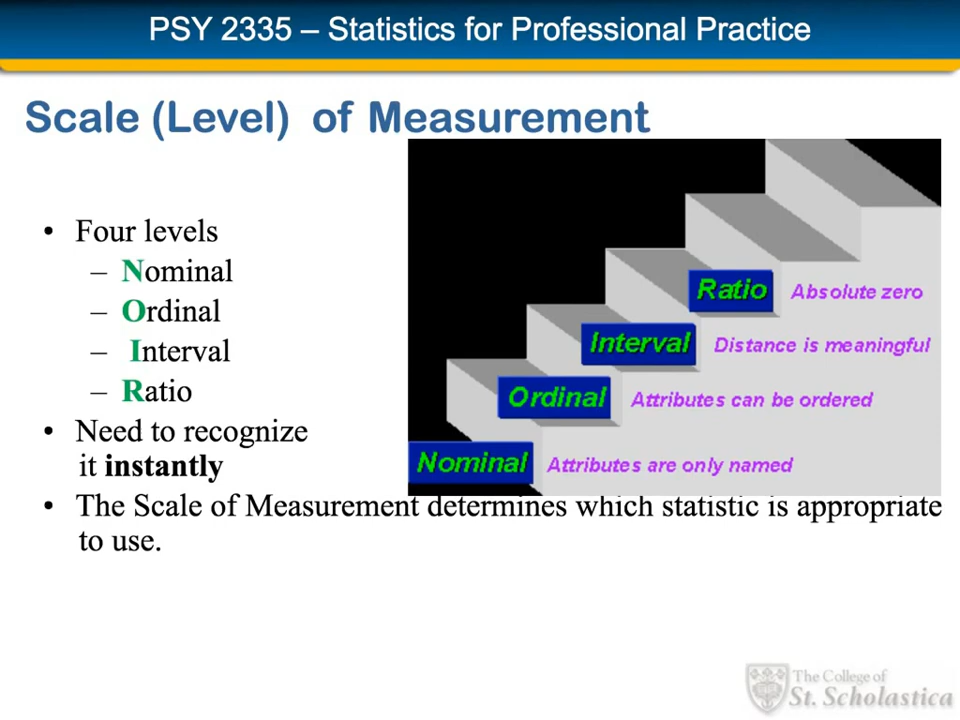 PSY 2335 – Statistics for Professional Practice
Scale (Level) of Measurement
• Four levels
– Nominal
– Ordinal
– Interval
– Ratio
• Need to recognize
it instantly
• The Scale of Measurement determines which statistic is appropriate
to use.
Ratio Absolute zero
Interval Distance is meaningful
Ordinal Attributes can be ordered
Nominal Attributes are only named
The College of
St. Scholastica